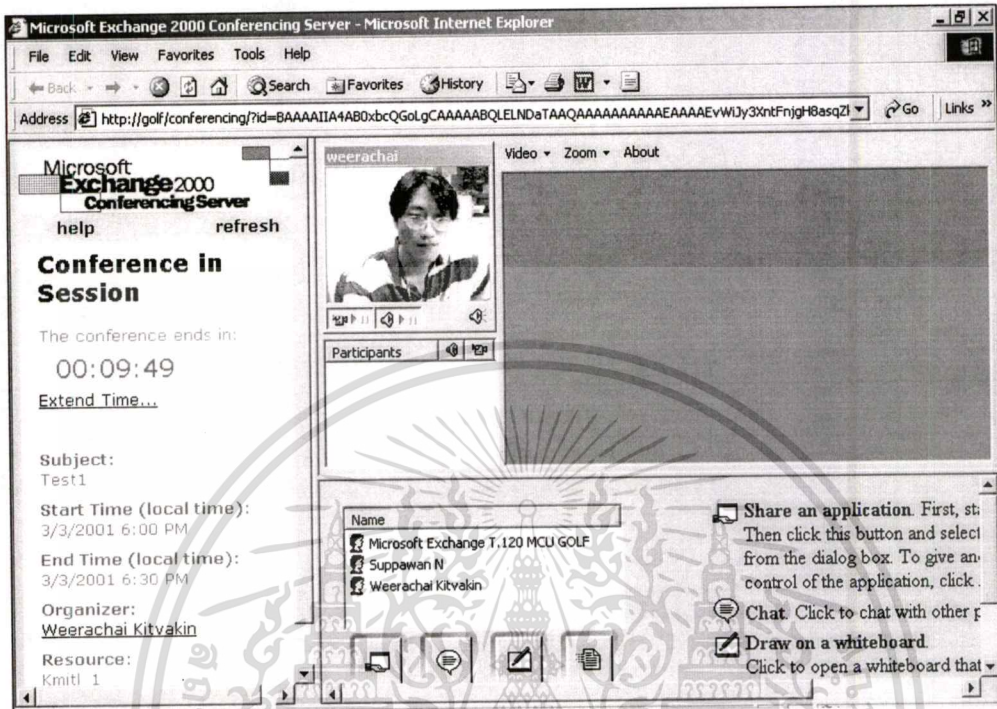 Microsoft Exchange 2000 Conferencing Server - Microsoft Internet Explorer
File Edit View Favorites Tools Help
Back Search Favorites History
Address http://golf/conferencing/?id=BAAAAIIA4AB0xbcQGoLgCAAAAABQLELNDaTAAQAAAAAAAAAAEAAAAEvWiJy3XntFnjgH8asqZl Go Links »
Microsoft
Exchange 2000
Conferencing Server
help refresh
Conference in
Session
The conference ends in:
00:09:49
Extend Time...
Subject:
Test1
Start Time (local time):
3/3/2001 6:00 PM
End Time (local time):
3/3/2001 6:30 PM
Organizer:
Weerachai Kitvakin
Resource:
Kmitl 1
weerachai
Video Zoom About
Participants
Name
Microsoft Exchange T.120 MCU GOLF
Suppawan N
Weerachai Kitvakin
Share an application. First, sta
Then click this button and select
from the dialog box. To give an
control of the application, click
Chat. Click to chat with other p
Draw on a whiteboard.
Click to open a whiteboard that